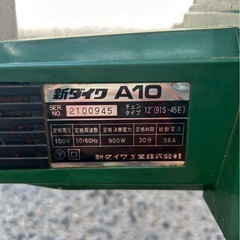 新ダイワ A10
SER. NO. 2100945 チェンタイプ 12"(91S-45E)
定格電圧 定格周波数 定格消費電力 定格時間 定格電流
100V 50/60Hz 900W 30分
新ダイワ工業株式会社